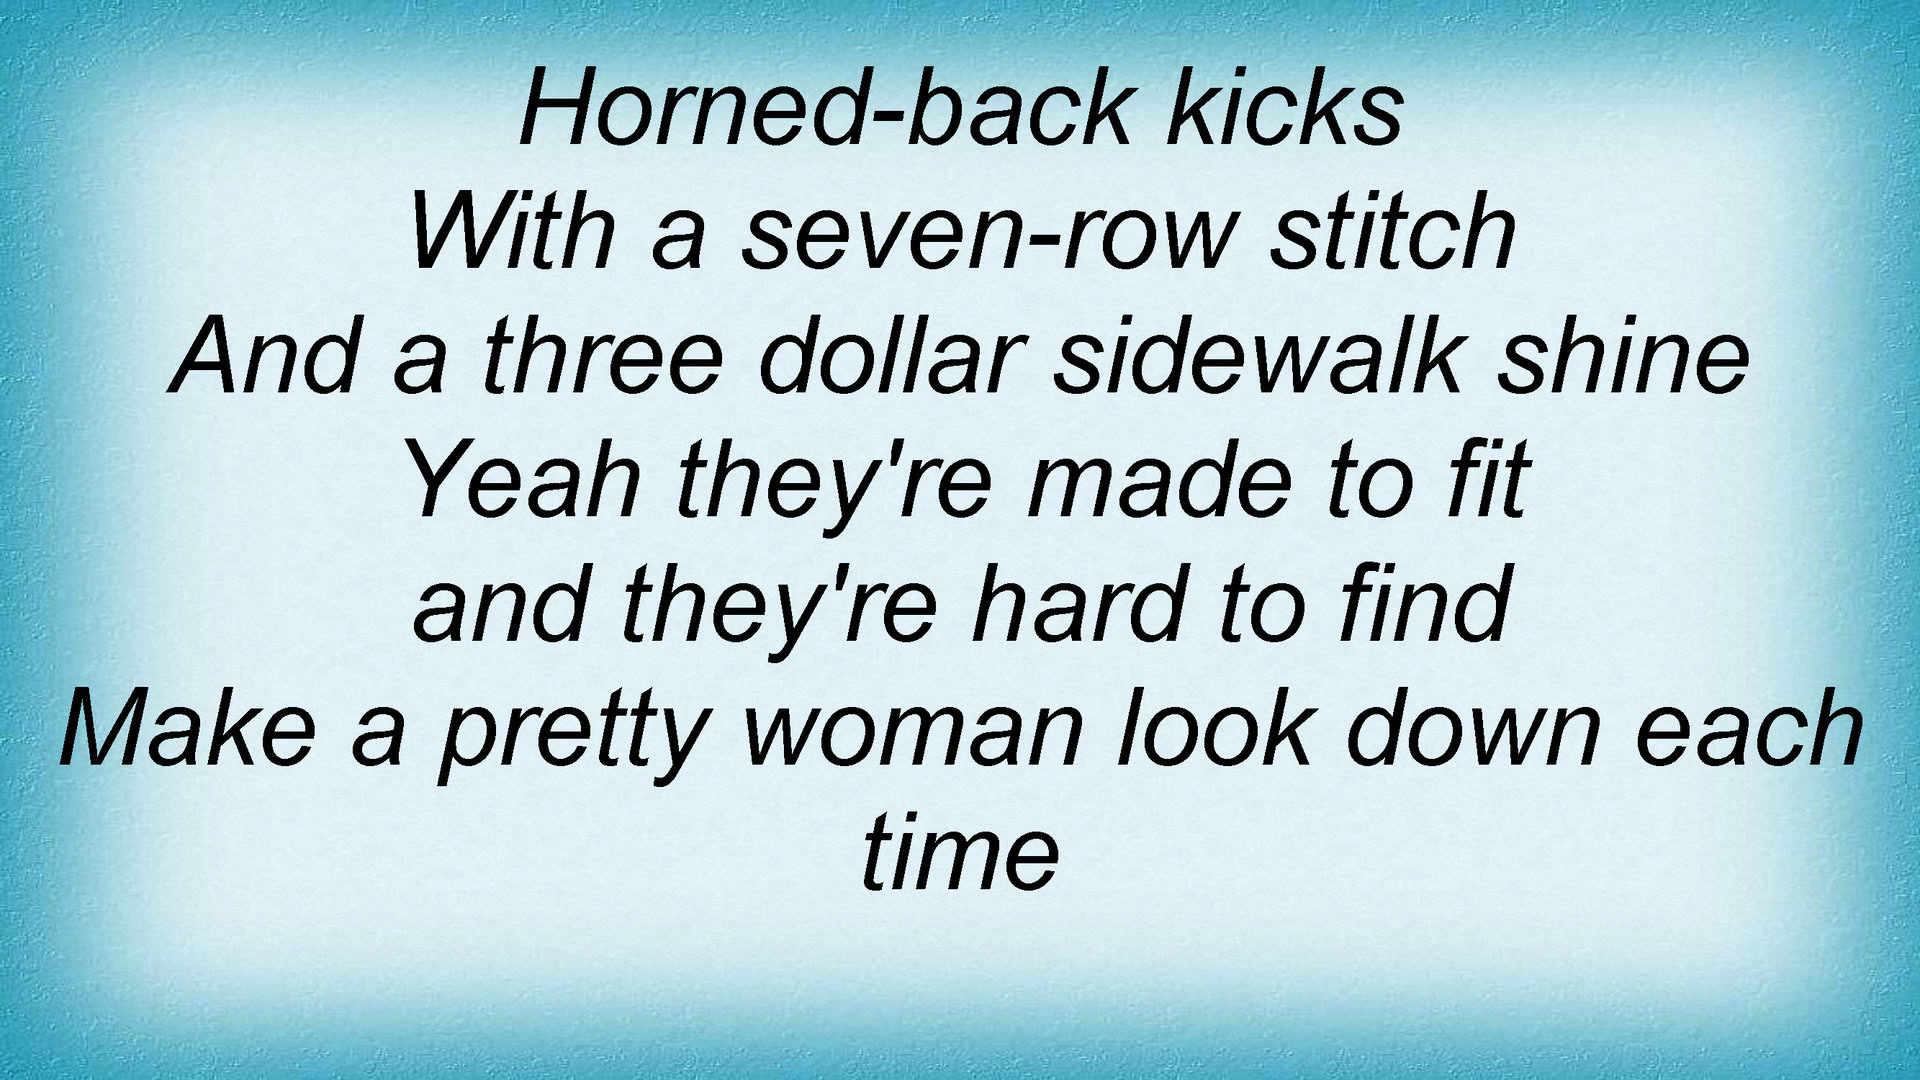 Horned-back kicks
With a seven-row stitch
And a three dollar sidewalk shine
Yeah they're made to fit
and they're hard to find
Make a pretty woman look down each
time